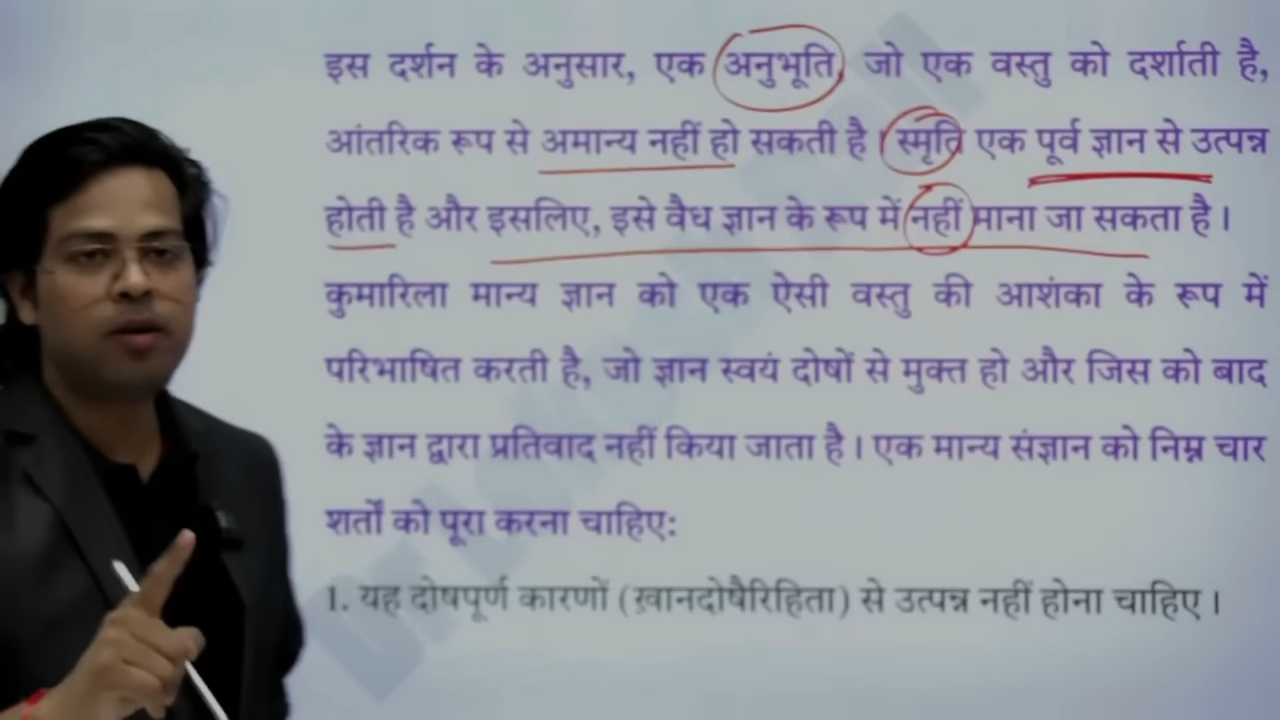 इस दर्शन के अनुसार, एक अनुभूति, जो एक वस्तु को दर्शाती है,
आंतरिक रूप से अमान्य नहीं हो सकती है। स्मृति एक पूर्व ज्ञान से उत्पन्न
होती है और इसलिए, इसे वैध ज्ञान के रूप में नहीं माना जा सकता है।
कुमारिला मान्य ज्ञान को एक ऐसी वस्तु की आशंका के रूप में
परिभाषित करती है, जो ज्ञान स्वयं दोषों से मुक्त हो और जिस को बाद
के ज्ञान द्वारा प्रतिवाद नहीं किया जाता है। एक मान्य संज्ञान को निम्न चार
शर्तों को पूरा करना चाहिए:
1. यह दोषपूर्ण कारणों (ख़ानदोषैरिहिता) से उत्पन्न नहीं होना चाहिए।